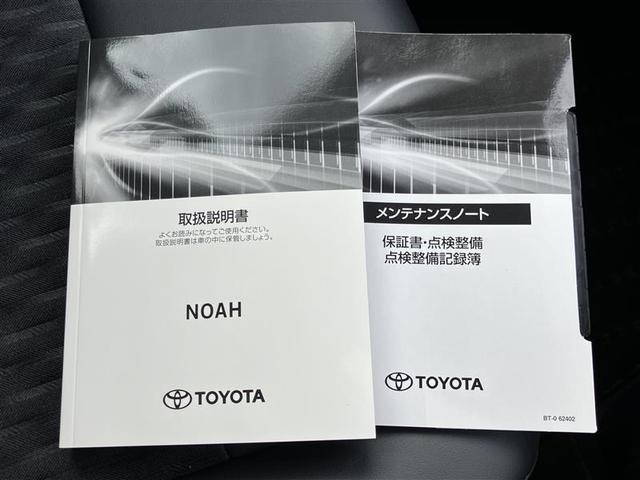 取扱説明書
よくお読みになってご使用ください。
取扱説明書は車の中に保管しましょう。
NOAH
TOYOTA
メンテナンスノート
保証書・点検整備
点検整備記録簿
TOYOTA
BT-0 62402